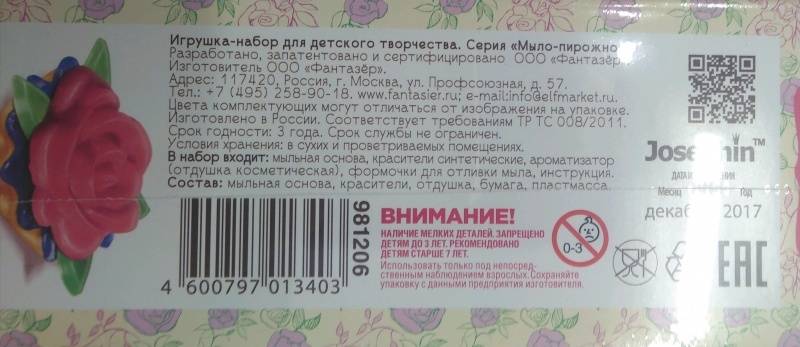 Игрушка-набор для детского творчества. Серия «Мыло-пирожно
Разработано, запатентовано и сертифицировано ООО «Фантазёр
Изготовитель ООО «Фантазёр».
Адрес: 117420, Россия, г. Москва, ул. Профсоюзная, д. 57.
Тел.: +7 (495) 258-90-18. www.fantasier.ru; e-mail:info@elfmarket.ru.
Цвета комплектующих могут отличаться от изображения на упаковке.
Изготовлено в России. Соответствует требованиям ТР ТС 008/2011.
Срок годности: 3 года. Срок службы не ограничен.
Условия хранения: в сухих и проветриваемых помещениях.
В набор входит: мыльная основа, красители синтетические, ароматизатор
(отдушка косметическая), формочки для отливки мыла, инструкция.
Состав: мыльная основа, красители, отдушка, бумага, пластмасса.
4 600797 013403
981206
ВНИМАНИЕ!
НАЛИЧИЕ МЕЛКИХ ДЕТАЛЕЙ. ЗАПРЕЩЕНО
ДЕТЯМ ДО 3 ЛЕТ. РЕКОМЕНДОВАНО
ДЕТЯМ СТАРШЕ 7 ЛЕТ.
Использовать только под непосред-
ственным наблюдением взрослых.Сохраняйте
упаковку с данными предприятия изготовителя.
0-3
TM
Месяц Год
2017
EAC